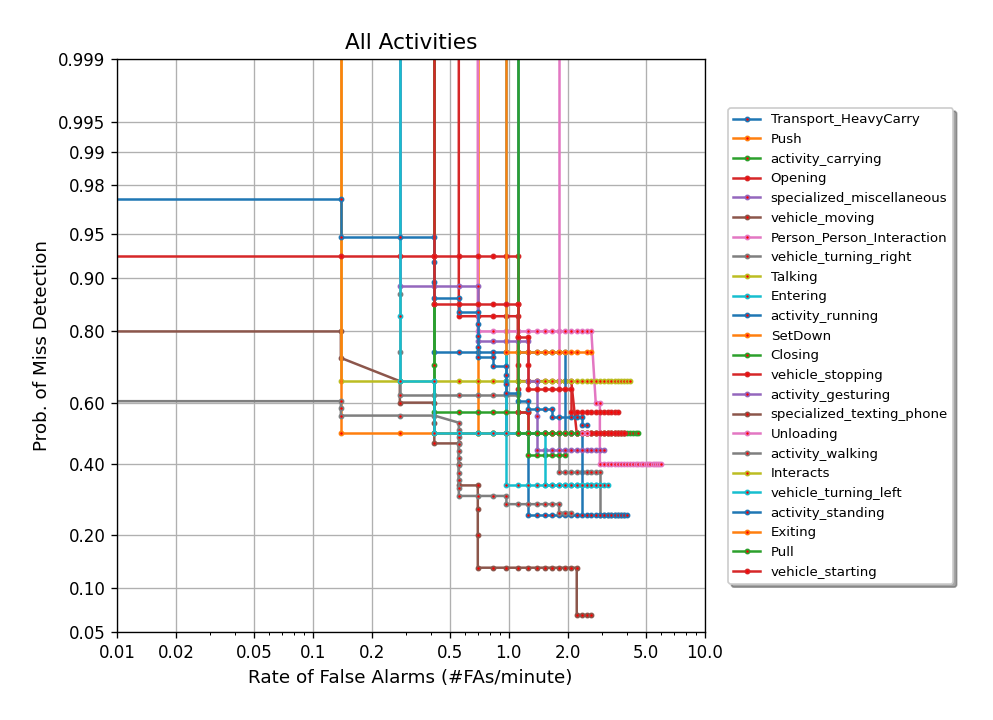 All Activities
Prob. of Miss Detection
0.999
0.995
0.99
0.98
0.95
0.90
0.80
0.60
0.40
0.20
0.10
0.05
0.01 0.02 0.05 0.1 0.2 0.5 1.0 2.0 5.0 10.0
Rate of False Alarms (#FAs/minute)
Transport_HeavyCarry
Push
activity_carrying
Opening
specialized_miscellaneous
vehicle_moving
Person_Person_Interaction
vehicle_turning_right
Talking
Entering
activity_running
SetDown
Closing
vehicle_stopping
activity_gesturing
specialized_texting_phone
Unloading
activity_walking
Interacts
vehicle_turning_left
activity_standing
Exiting
Pull
vehicle_starting